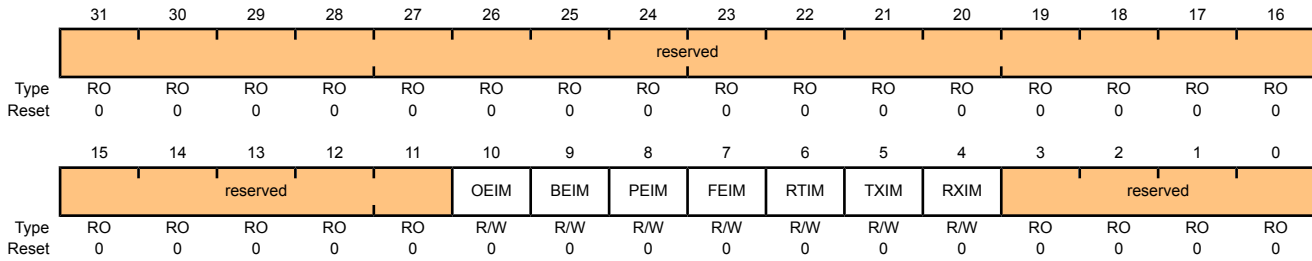 31 30 29 28 27 26 25 24 23 22 21 20 19 18 17 16
reserved
Type RO RO RO RO RO RO RO RO RO RO RO RO RO RO RO RO
Reset 0 0 0 0 0 0 0 0 0 0 0 0 0 0 0 0
15 14 13 12 11 10 9 8 7 6 5 4 3 2 1 0
reserved OEIM BEIM PEIM FEIM RTIM TXIM RXIM reserved
Type RO RO RO RO RO R/W R/W R/W R/W R/W R/W R/W RO RO RO RO
Reset 0 0 0 0 0 0 0 0 0 0 0 0 0 0 0 0